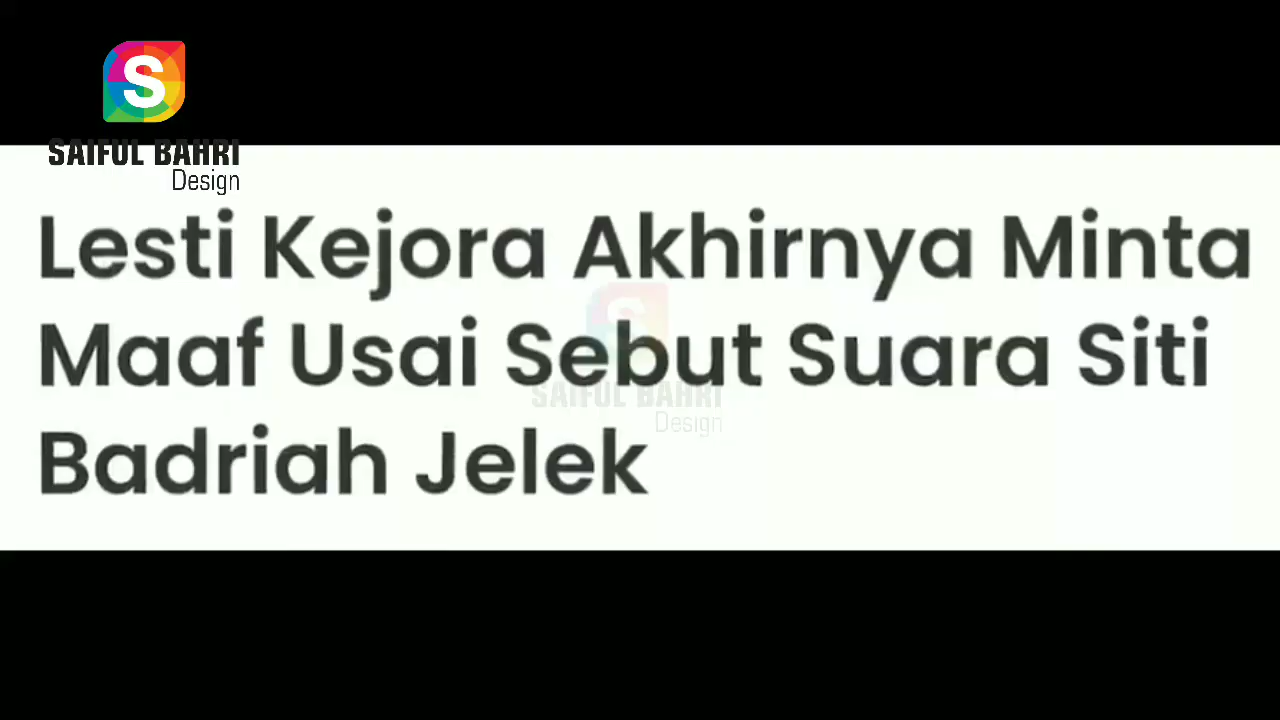 S
SAIFUL BAHRI
Design
Lesti Kejora Akhirnya Minta
Maaf Usai Sebut Suara Siti
Badriah Jelek
S
SAIFUL BAHRI
Design